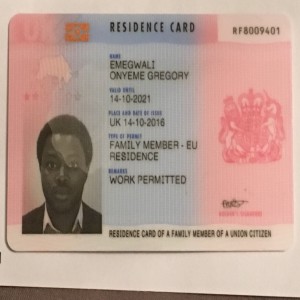 UK
RESIDENCE CARD
RF8009401
NAME
EMEGWALI
ONYEME GREGORY
VALID UNTIL
14-10-2021
PLACE AND DATE OF ISSUE
UK 14-10-2016
TYPE OF PERMIT
FAMILY MEMBER - EU
RESIDENCE
REMARKS
WORK PERMITTED
RESIDENCE CARD OF A FAMILY MEMBER OF A UNION CITIZEN